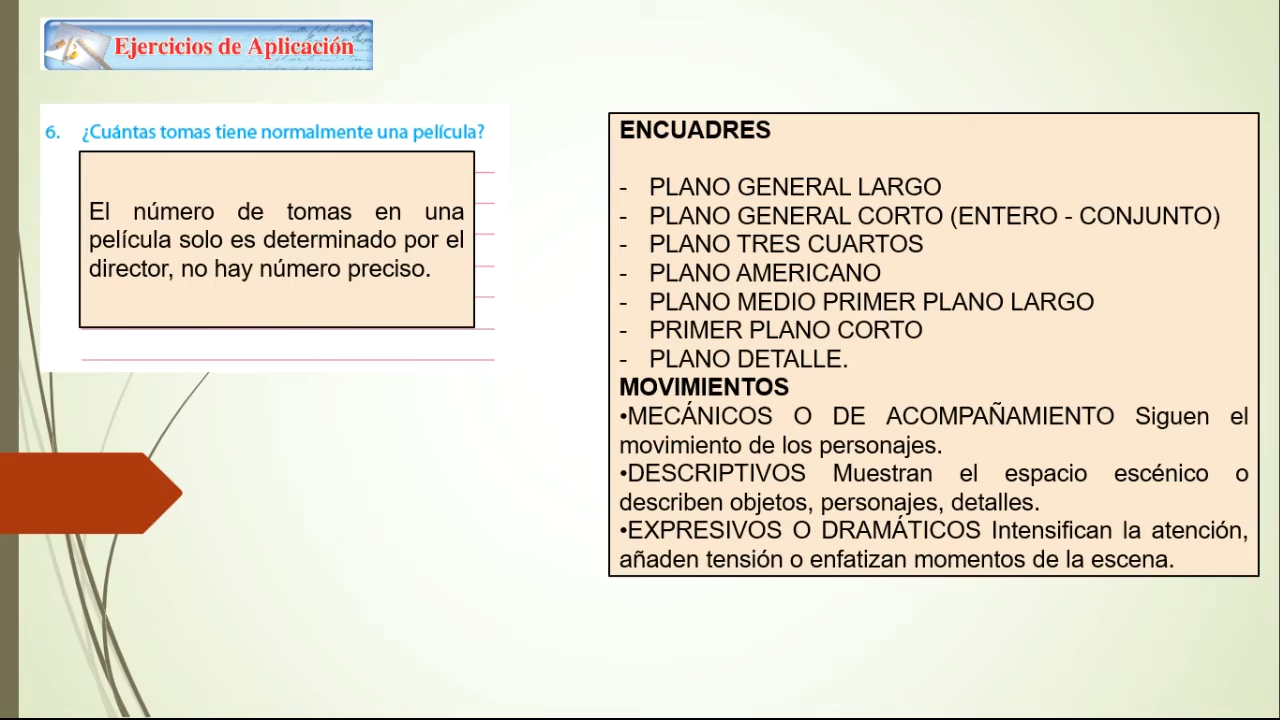 Ejercicios de Aplicación
6. ¿Cuántas tomas tiene normalmente una película?
El número de tomas en una
película solo es determinado por el
director, no hay número preciso.
ENCUADRES
- PLANO GENERAL LARGO
- PLANO GENERAL CORTO (ENTERO - CONJUNTO)
- PLANO TRES CUARTOS
- PLANO AMERICANO
- PLANO MEDIO PRIMER PLANO LARGO
- PRIMER PLANO CORTO
- PLANO DETALLE.
MOVIMIENTOS
•MECÁNICOS O DE ACOMPAÑAMIENTO Siguen el
movimiento de los personajes.
•DESCRIPTIVOS Muestran el espacio escénico o
describen objetos, personajes, detalles.
•EXPRESIVOS O DRAMÁTICOS Intensifican la atención,
añaden tensión o enfatizan momentos de la escena.